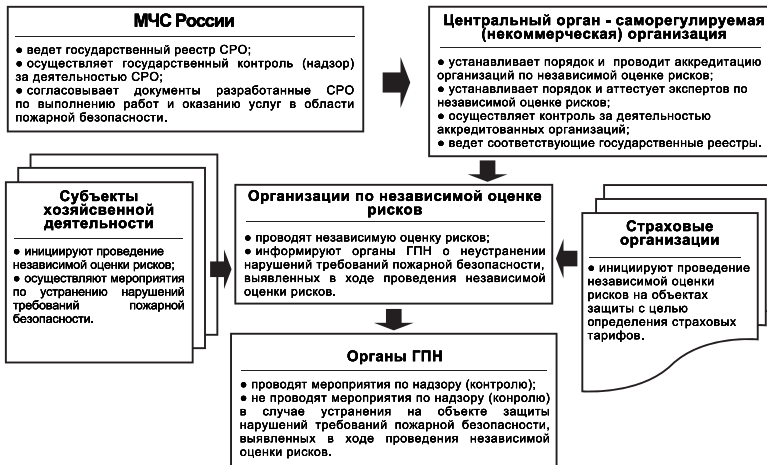 МЧС России
● ведет государственный реестр СРО;
● осуществляет государственный контроль (надзор)
за деятельностью СРО;
● согласовывает документы разработанные СРО
по выполнению работ и оказанию услуг в области
пожарной безопасности.
Центральный орган - саморегулируемая
(некоммерческая) организация
● устанавливает порядок и проводит аккредитацию
организаций по независимой оценке рисков;
● устанавливает порядок и аттестует экспертов по
независимой оценке рисков;
● осуществляет контроль за деятельностью
аккредитованных организаций;
● ведет соответствующие государственные реестры.
Субъекты
хозяйсвенной
деятельности
● инициируют проведение
независимой оценки рисков;
● осуществляют мероприятия
по устранению нарушений
требований пожарной
безопасности.
Организации по независимой оценке
рисков
● проводят независимую оценку рисков;
● информируют органы ГПН о неустранении
нарушений требований пожарной безопасности,
выявленных в ходе проведения независимой
оценки рисков.
Страховые
организации
● инициируют проведение
независимой оценки
рисков на объектах
защиты с целью
определения страховых
тарифов.
Органы ГПН
● проводят мероприятия по надзору (контролю);
● не проводят мероприятия по надзору (конролю)
в случае устранения на объекте защиты
нарушений требований пожарной безопасности,
выявленных в ходе проведения независимой
оценки рисков.